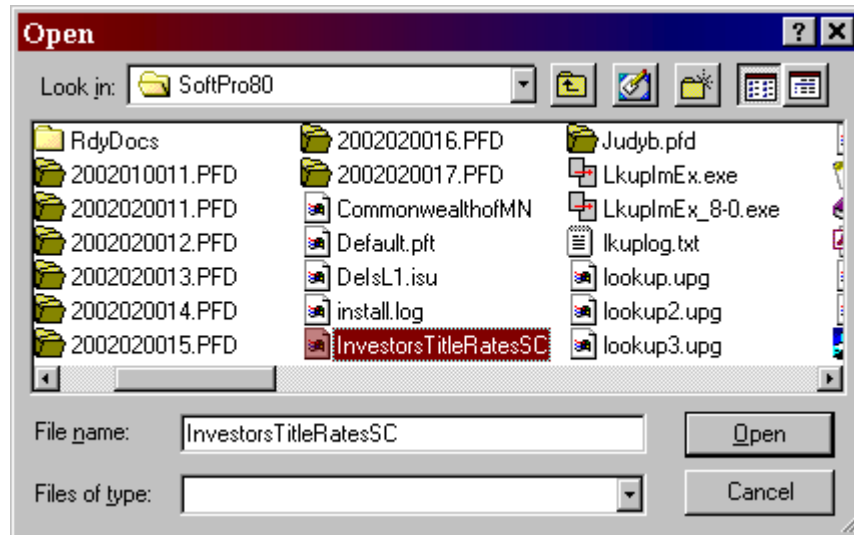 Open
Look in: SoftPro80
RdyDocs
2002010011.PFD
2002020011.PFD
2002020012.PFD
2002020013.PFD
2002020014.PFD
2002020015.PFD
2002020016.PFD
2002020017.PFD
CommonwealthofMN
Default.pft
DelsL1.isu
install.log
InvestorsTitleRatesSC
Judyb.pfd
LkupImEx.exe
LkupImEx_8-0.exe
lkuplog.txt
lookup.upg
lookup2.upg
lookup3.upg
File name: InvestorsTitleRatesSC
Open
Files of type:
Cancel